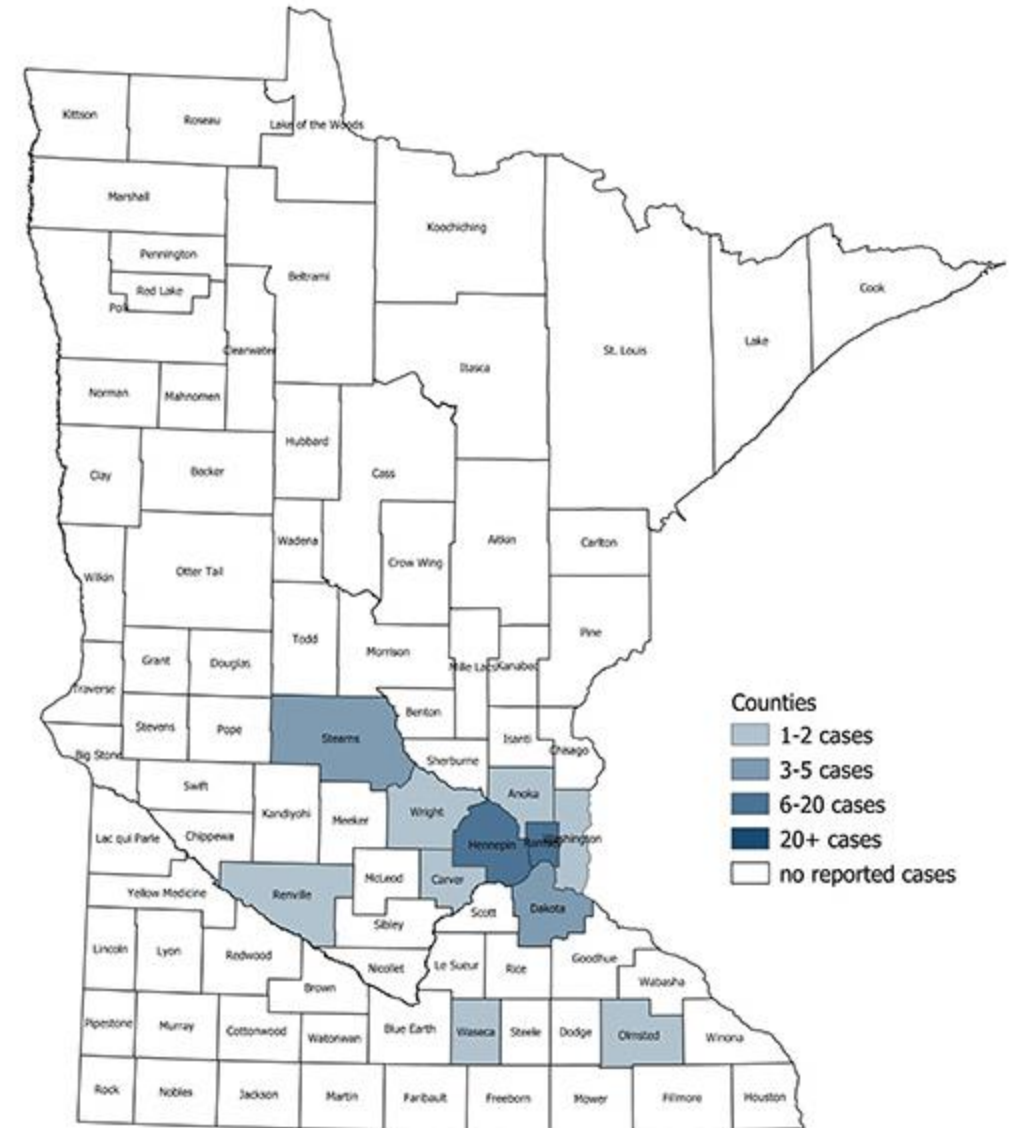 Kittson
Roseau
Lake of the Woods
Marshall
Koochiching
Pennington
Beltrami
Red Lake
Cook
Polk
Clearwater
St. Louis
Lake
Itasca
Norman
Mahnomen
Hubbard
Clay
Becker
Cass
Wadena
Aitkin
Carlton
Crow Wing
Otter Tail
Wilkin
Pine
Todd
Morrison
Grant
Douglas
Mille Lacs
Kanabec
Traverse
Benton
Stevens
Pope
Stearns
Isanti
Chisago
Big Stone
Sherburne
Swift
Anoka
Kandiyohi
Meeker
Wright
Lac qui Parle
Chippewa
Hennepin
Ramsey
Washington
McLeod
Carver
Yellow Medicine
Renville
Scott
Dakota
Sibley
Lincoln
Lyon
Redwood
Nicollet
Le Sueur
Rice
Goodhue
Wabasha
Brown
Pipestone
Murray
Cottonwood
Watonwan
Blue Earth
Waseca
Steele
Dodge
Olmsted
Winona
Rock
Nobles
Jackson
Martin
Faribault
Freeborn
Mower
Fillmore
Houston
Counties
1-2 cases
3-5 cases
6-20 cases
20+ cases
no reported cases